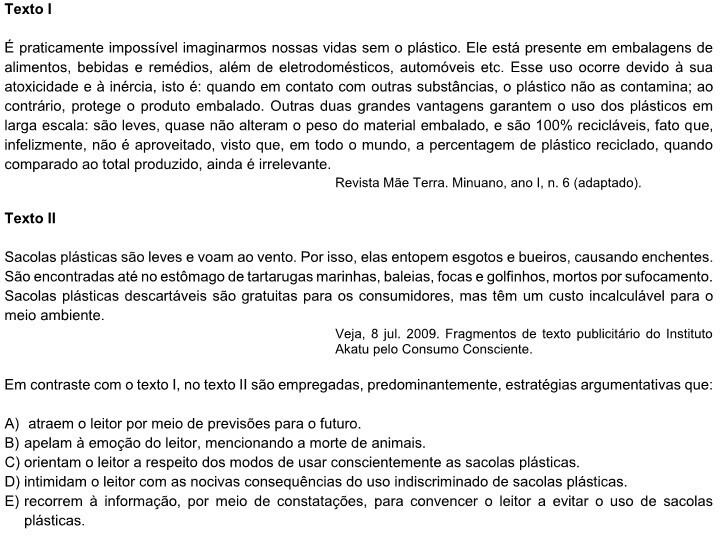 Texto I
É praticamente impossível imaginarmos nossas vidas sem o plástico. Ele está presente em embalagens de
alimentos, bebidas e remédios, além de eletrodomésticos, automóveis etc. Esse uso ocorre devido à sua
atoxicidade e à inércia, isto é: quando em contato com outras substâncias, o plástico não as contamina; ao
contrário, protege o produto embalado. Outras duas grandes vantagens garantem o uso dos plásticos em
larga escala: são leves, quase não alteram o peso do material embalado, e são 100% recicláveis, fato que,
infelizmente, não é aproveitado, visto que, em todo o mundo, a percentagem de plástico reciclado, quando
comparado ao total produzido, ainda é irrelevante.
Revista Mãe Terra. Minuano, ano I, n. 6 (adaptado).
Texto II
Sacolas plásticas são leves e voam ao vento. Por isso, elas entopem esgotos e bueiros, causando enchentes.
São encontradas até no estômago de tartarugas marinhas, baleias, focas e golfinhos, mortos por sufocamento.
Sacolas plásticas descartáveis são gratuitas para os consumidores, mas têm um custo incalculável para o
meio ambiente.
Veja, 8 jul. 2009. Fragmentos de texto publicitário do Instituto
Akatu pelo Consumo Consciente.
Em contraste com o texto I, no texto II são empregadas, predominantemente, estratégias argumentativas que:
A) atraem o leitor por meio de previsões para o futuro.
B) apelam à emoção do leitor, mencionando a morte de animais.
C) orientam o leitor a respeito dos modos de usar conscientemente as sacolas plásticas.
D) intimidam o leitor com as nocivas consequências do uso indiscriminado de sacolas plásticas.
E) recorrem à informação, por meio de constatações, para convencer o leitor a evitar o uso de sacolas
plásticas.